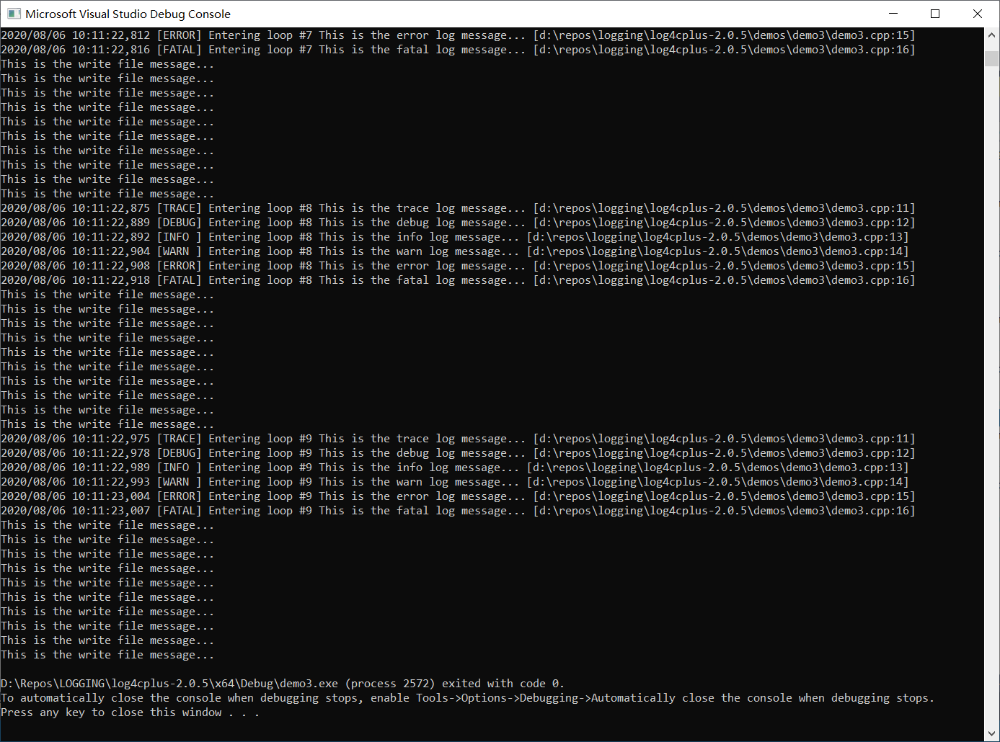 Microsoft Visual Studio Debug Console
2020/08/06 10:11:22,812 [ERROR] Entering loop #7 This is the error log message... [d:\repos\logging\log4cplus-2.0.5\demos\demo3\demo3.cpp:15]
2020/08/06 10:11:22,816 [FATAL] Entering loop #7 This is the fatal log message... [d:\repos\logging\log4cplus-2.0.5\demos\demo3\demo3.cpp:16]
This is the write file message...
This is the write file message...
This is the write file message...
This is the write file message...
This is the write file message...
This is the write file message...
This is the write file message...
This is the write file message...
This is the write file message...
This is the write file message...
2020/08/06 10:11:22,875 [TRACE] Entering loop #8 This is the trace log message... [d:\repos\logging\log4cplus-2.0.5\demos\demo3\demo3.cpp:11]
2020/08/06 10:11:22,889 [DEBUG] Entering loop #8 This is the debug log message... [d:\repos\logging\log4cplus-2.0.5\demos\demo3\demo3.cpp:12]
2020/08/06 10:11:22,892 [INFO ] Entering loop #8 This is the info log message... [d:\repos\logging\log4cplus-2.0.5\demos\demo3\demo3.cpp:13]
2020/08/06 10:11:22,904 [WARN ] Entering loop #8 This is the warn log message... [d:\repos\logging\log4cplus-2.0.5\demos\demo3\demo3.cpp:14]
2020/08/06 10:11:22,908 [ERROR] Entering loop #8 This is the error log message... [d:\repos\logging\log4cplus-2.0.5\demos\demo3\demo3.cpp:15]
2020/08/06 10:11:22,918 [FATAL] Entering loop #8 This is the fatal log message... [d:\repos\logging\log4cplus-2.0.5\demos\demo3\demo3.cpp:16]
This is the write file message...
This is the write file message...
This is the write file message...
This is the write file message...
This is the write file message...
This is the write file message...
This is the write file message...
This is the write file message...
This is the write file message...
This is the write file message...
2020/08/06 10:11:22,975 [TRACE] Entering loop #9 This is the trace log message... [d:\repos\logging\log4cplus-2.0.5\demos\demo3\demo3.cpp:11]
2020/08/06 10:11:22,978 [DEBUG] Entering loop #9 This is the debug log message... [d:\repos\logging\log4cplus-2.0.5\demos\demo3\demo3.cpp:12]
2020/08/06 10:11:22,989 [INFO ] Entering loop #9 This is the info log message... [d:\repos\logging\log4cplus-2.0.5\demos\demo3\demo3.cpp:13]
2020/08/06 10:11:22,993 [WARN ] Entering loop #9 This is the warn log message... [d:\repos\logging\log4cplus-2.0.5\demos\demo3\demo3.cpp:14]
2020/08/06 10:11:23,004 [ERROR] Entering loop #9 This is the error log message... [d:\repos\logging\log4cplus-2.0.5\demos\demo3\demo3.cpp:15]
2020/08/06 10:11:23,007 [FATAL] Entering loop #9 This is the fatal log message... [d:\repos\logging\log4cplus-2.0.5\demos\demo3\demo3.cpp:16]
This is the write file message...
This is the write file message...
This is the write file message...
This is the write file message...
This is the write file message...
This is the write file message...
This is the write file message...
This is the write file message...
This is the write file message...
This is the write file message...
D:\Repos\LOGGING\log4cplus-2.0.5\x64\Debug\demo3.exe (process 2572) exited with code 0.
To automatically close the console when debugging stops, enable Tools->Options->Debugging->Automatically close the console when debugging stops.
Press any key to close this window . . .